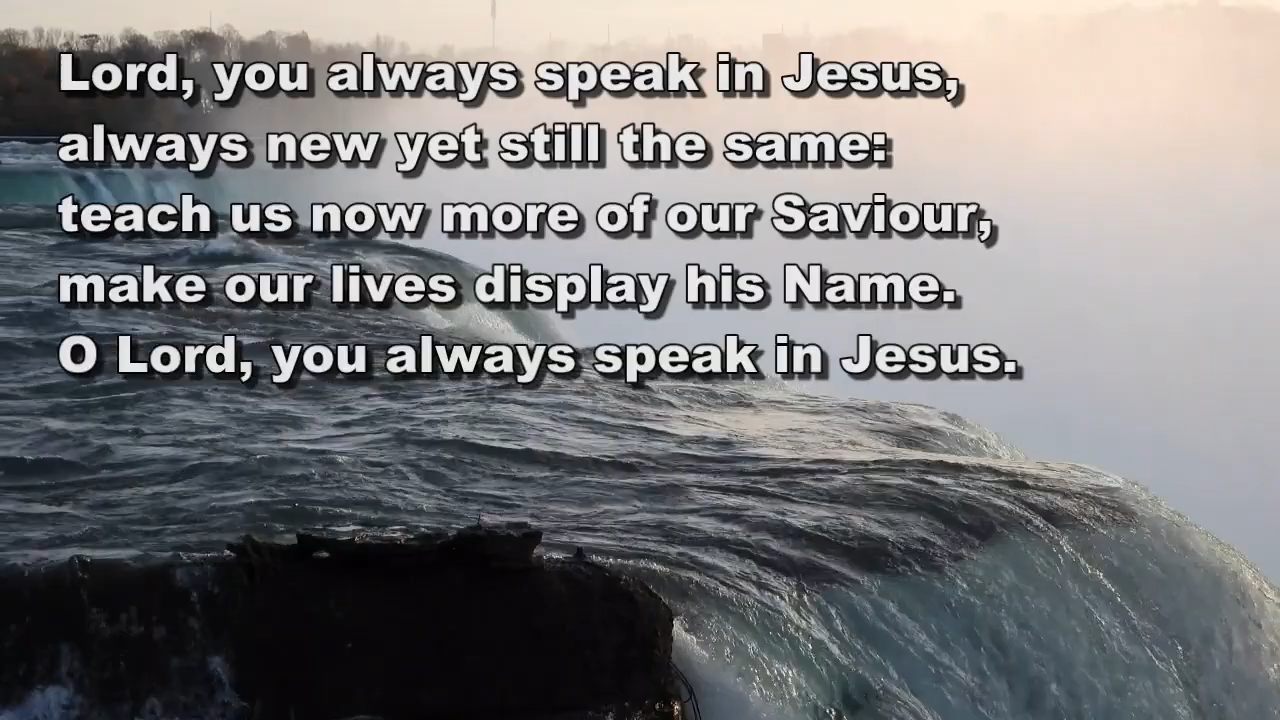 Lord, you always speak in Jesus,
always new yet still the same:
teach us now more of our Saviour,
make our lives display his Name.
O Lord, you always speak in Jesus.